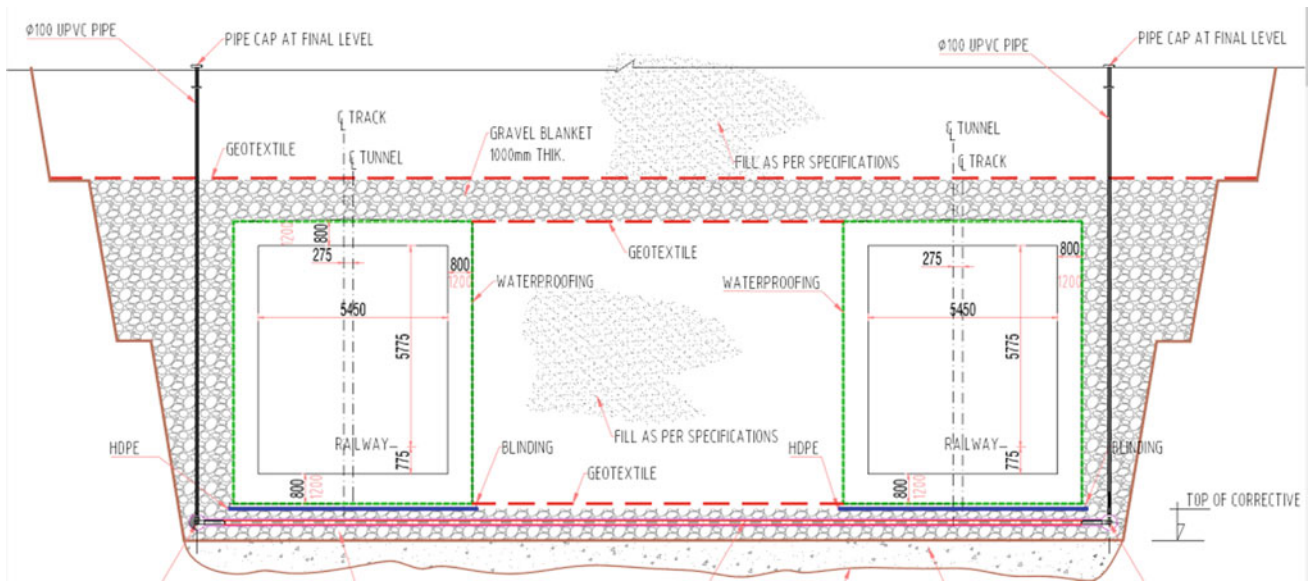 Ø100 UPVC PIPE
PIPE CAP AT FINAL LEVEL
Ø100 UPVC PIPE
PIPE CAP AT FINAL LEVEL
℄ TRACK
℄ TUNNEL
GEOTEXTILE
GRAVEL BLANKET
1000mm THIK.
FILL AS PER SPECIFICATIONS
℄ TUNNEL
℄ TRACK
1200
800
275
800
1200
5450
5775
WATERPROOFING
GEOTEXTILE
WATERPROOFING
275
800
1200
5450
5775
HDPE
RAILWAY
775
800
1200
BLINDING
FILL AS PER SPECIFICATIONS
GEOTEXTILE
HDPE
RAILWAY
775
800
1200
BLINDING
TOP OF CORRECTIVE